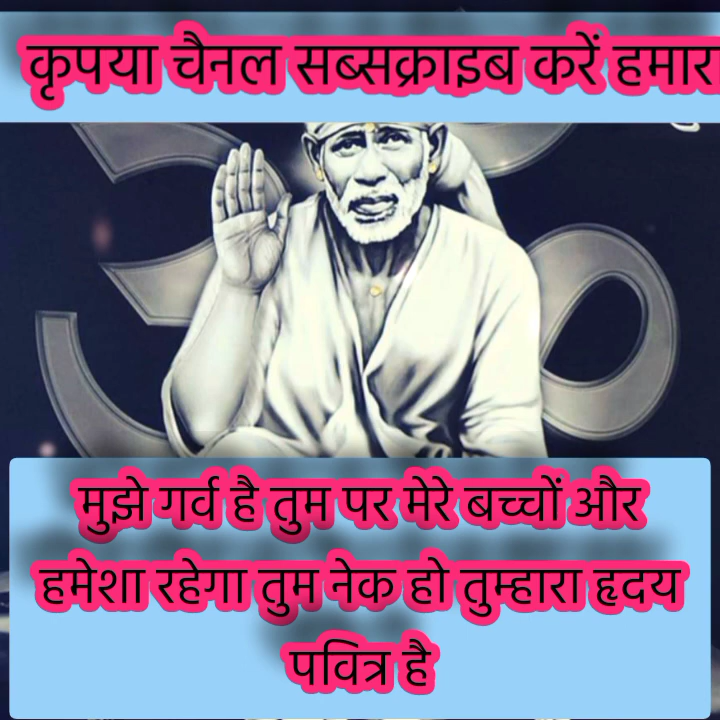 कृपया चैनल सब्सक्राइब करें हमार
मुझे गर्व है तुम पर मेरे बच्चों और
हमेशा रहेगा तुम नेक हो तुम्हारा हृदय
पवित्र है